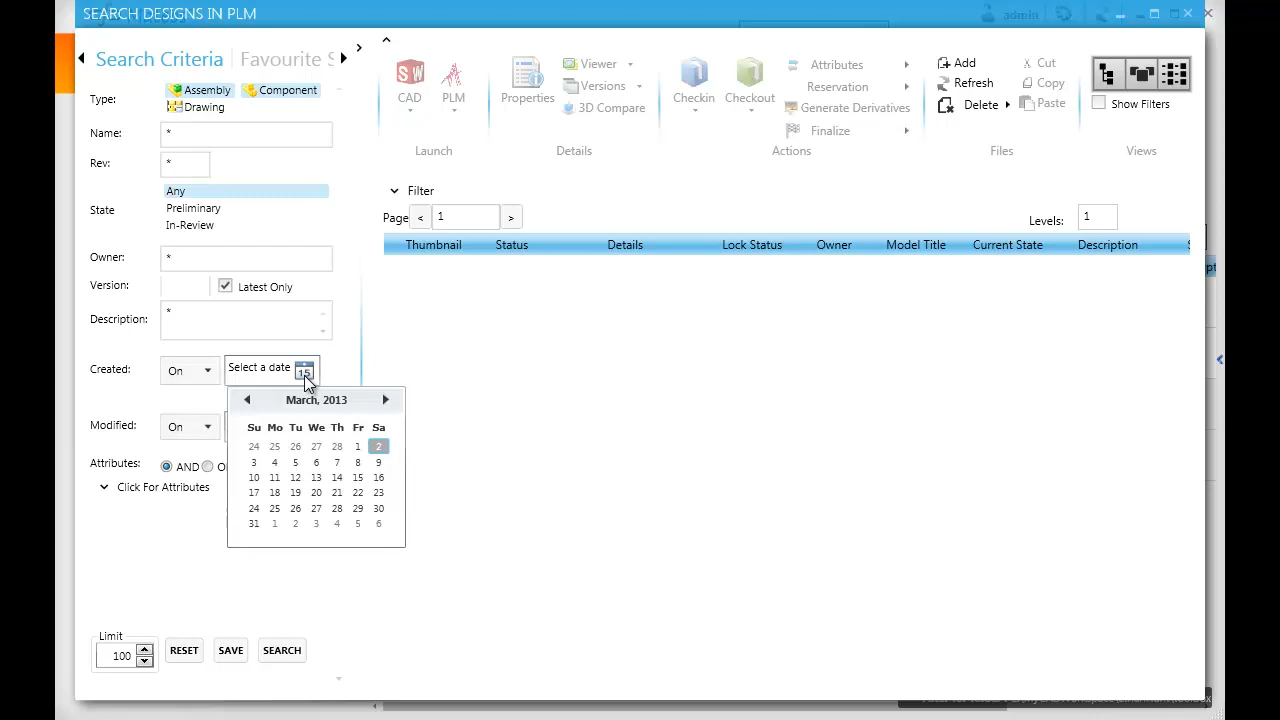 SEARCH DESIGNS IN PLM
admin
Search Criteria
Favourite S
Type:
Assembly
Component
Drawing
Name:
*
Rev:
*
State
Any
Preliminary
In-Review
Owner:
*
Version:
Latest Only
Description:
*
Created:
On
Select a date
15
March, 2013
Su Mo Tu We Th Fr Sa
24 25 26 27 28 1 2
3 4 5 6 7 8 9
10 11 12 13 14 15 16
17 18 19 20 21 22 23
24 25 26 27 28 29 30
31 1 2 3 4 5 6
Modified:
On
Attributes:
AND
O
Click For Attributes
Limit
100
RESET
SAVE
SEARCH
CAD
PLM
Launch
Properties
Viewer
Versions
3D Compare
Details
Checkin
Checkout
Attributes
Reservation
Generate Derivatives
Finalize
Actions
Add
Refresh
Delete
Cut
Copy
Paste
Files
Show Filters
Views
Filter
Page
<
1
>
Levels:
1
Thumbnail Status Details Lock Status Owner Model Title Current State Description